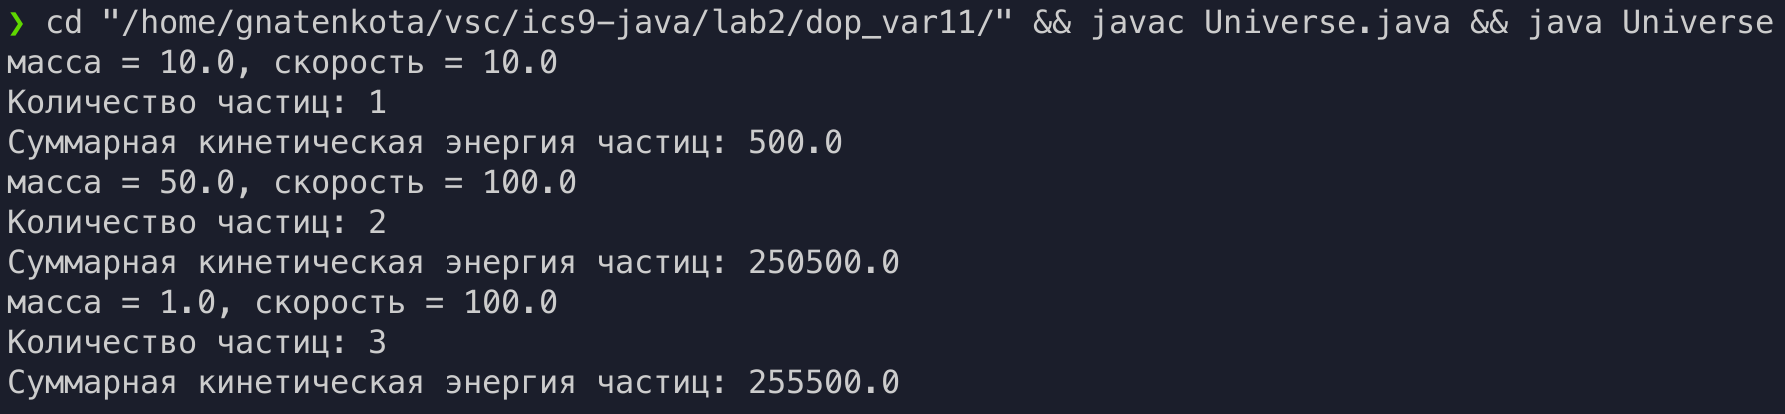 ❯ cd "/home/gnatenkota/vsc/ics9-java/lab2/dop_var11/" && javac Universe.java && java Universe
масса = 10.0, скорость = 10.0
Количество частиц: 1
Суммарная кинетическая энергия частиц: 500.0
масса = 50.0, скорость = 100.0
Количество частиц: 2
Суммарная кинетическая энергия частиц: 250500.0
масса = 1.0, скорость = 100.0
Количество частиц: 3
Суммарная кинетическая энергия частиц: 255500.0